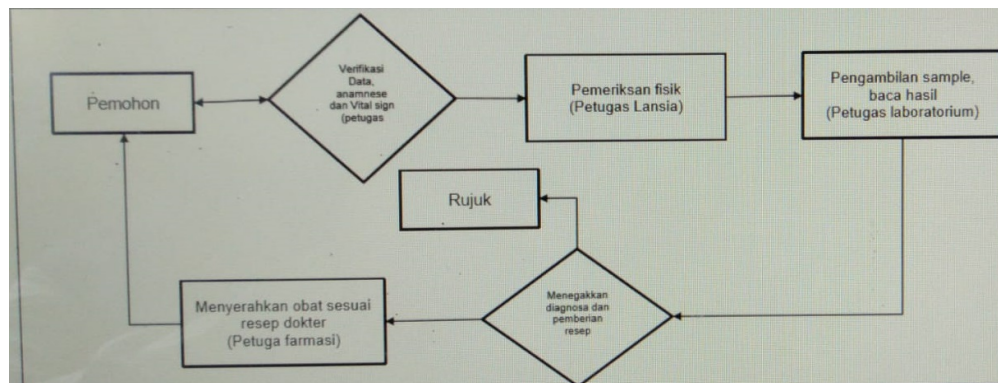 Pemohon
Verifikasi
Data,
anamnese
dan Vital sign
(petugas
Pemeriksan fisik
(Petugas Lansia)
Pengambilan sample,
baca hasil
(Petugas laboratorium)
Rujuk
Menegakkan
diagnosa dan
pemberian
resep
Menyerahkan obat sesuai
resep dokter
(Petuga farmasi)